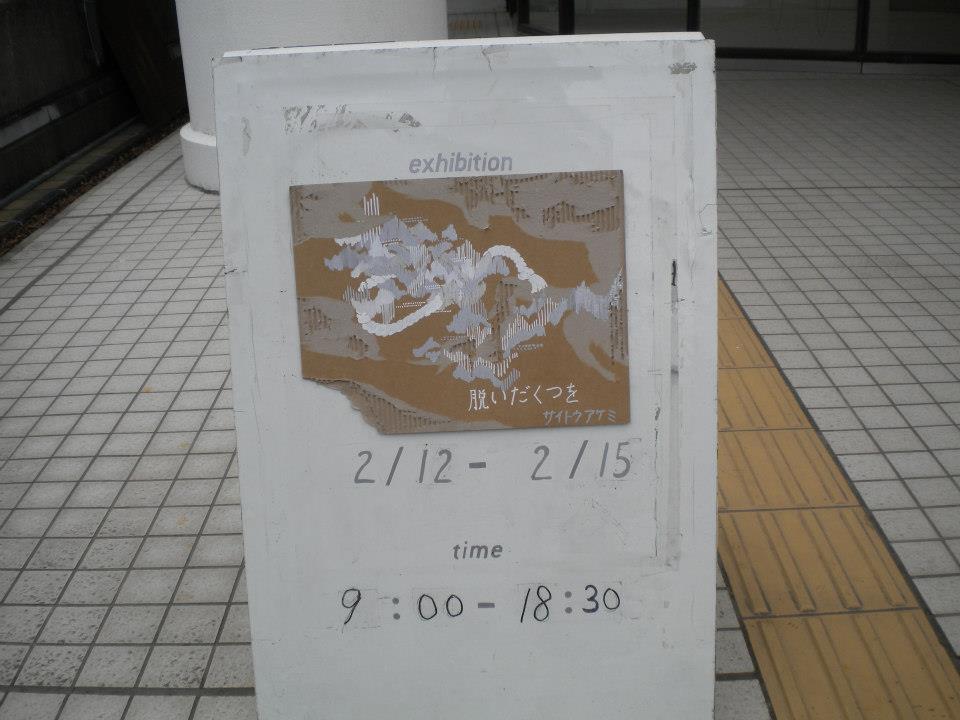 exhibition
脱いだくつを
サイトウアケミ
2/12- 2/15
time
9:00-18:30